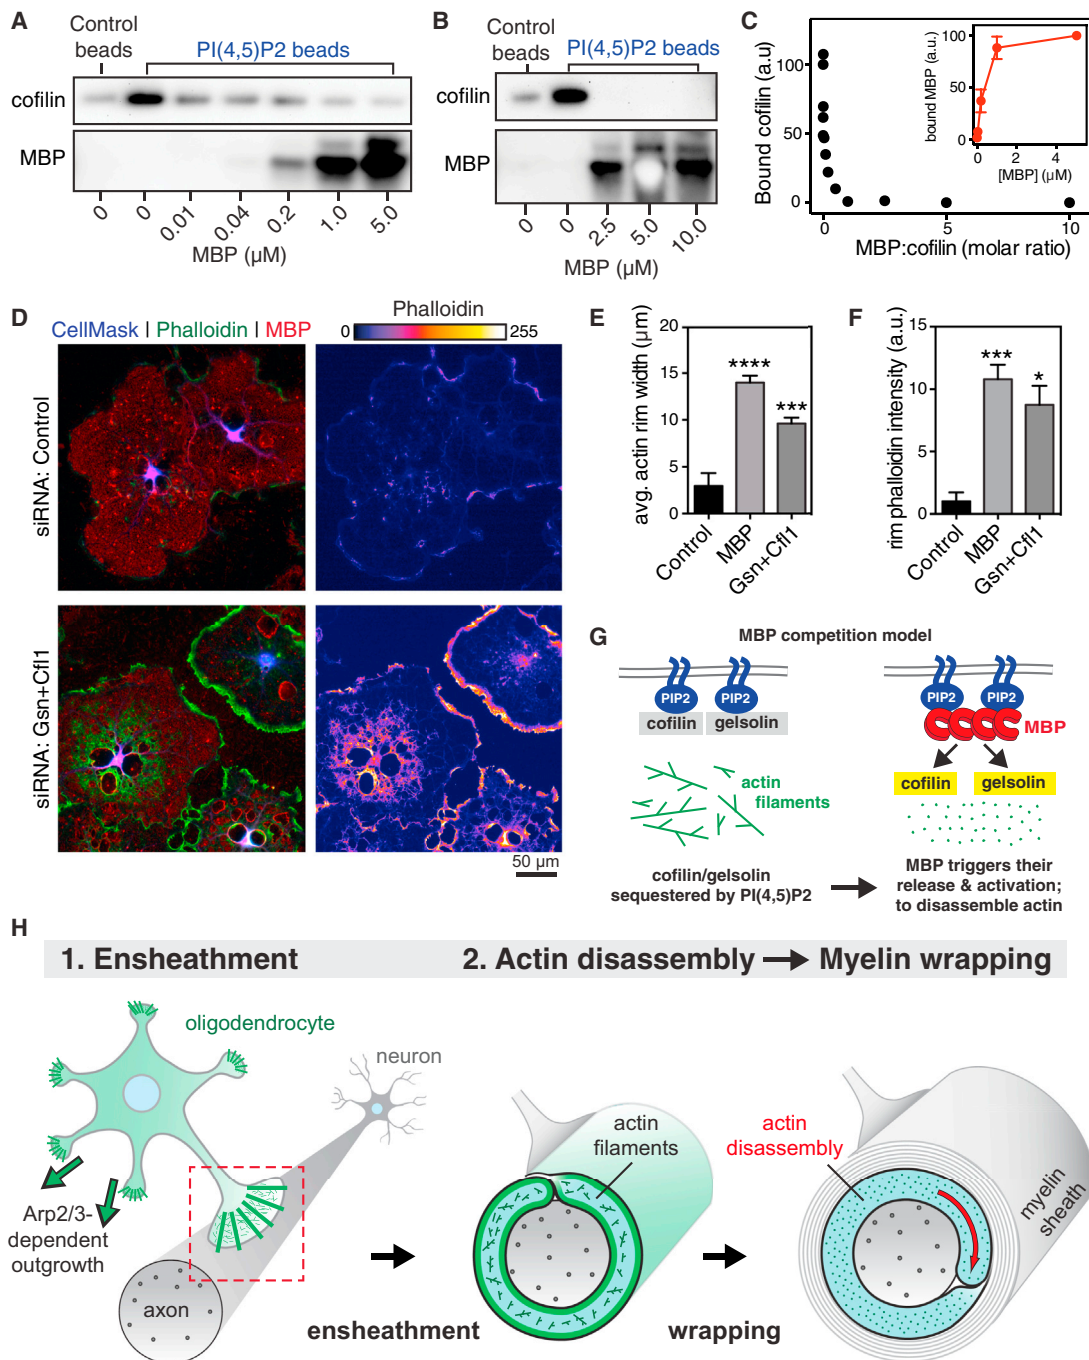 A
Control beads
PI(4,5)P2 beads
cofilin
MBP
0
0
0.01
0.04
0.2
1.0
5.0
MBP (µM)
B
Control beads
PI(4,5)P2 beads
cofilin
MBP
0
0
2.5
5.0
10.0
MBP (µM)
C
Bound cofilin (a.u)
100
50
0
0
5
10
MBP:cofilin (molar ratio)
bound MBP (a.u.)
100
50
0
0
2
4
[MBP] (µM)
D
CellMask | Phalloidin | MBP
Phalloidin
0
255
siRNA: Control
siRNA: Gsn+Cfl1
50 µm
E
avg. actin rim width (µm)
20
15
10
5
0
****
***
Control
MBP
Gsn+Cfl1
F
rim phalloidin intensity (a.u.)
15
10
5
0
***
*
Control
MBP
Gsn+Cfl1
G
MBP competition model
PIP2
PIP2
cofilin
gelsolin
actin
filaments
cofilin/gelsolin
sequestered by PI(4,5)P2
PIP2
PIP2
MBP
cofilin
gelsolin
MBP triggers their
release & activation;
to disassemble actin
H
1. Ensheathment
2. Actin disassembly
Myelin wrapping
oligodendrocyte
neuron
Arp2/3-
dependent
outgrowth
axon
ensheathment
actin
filaments
wrapping
actin
disassembly
myelin
sheath